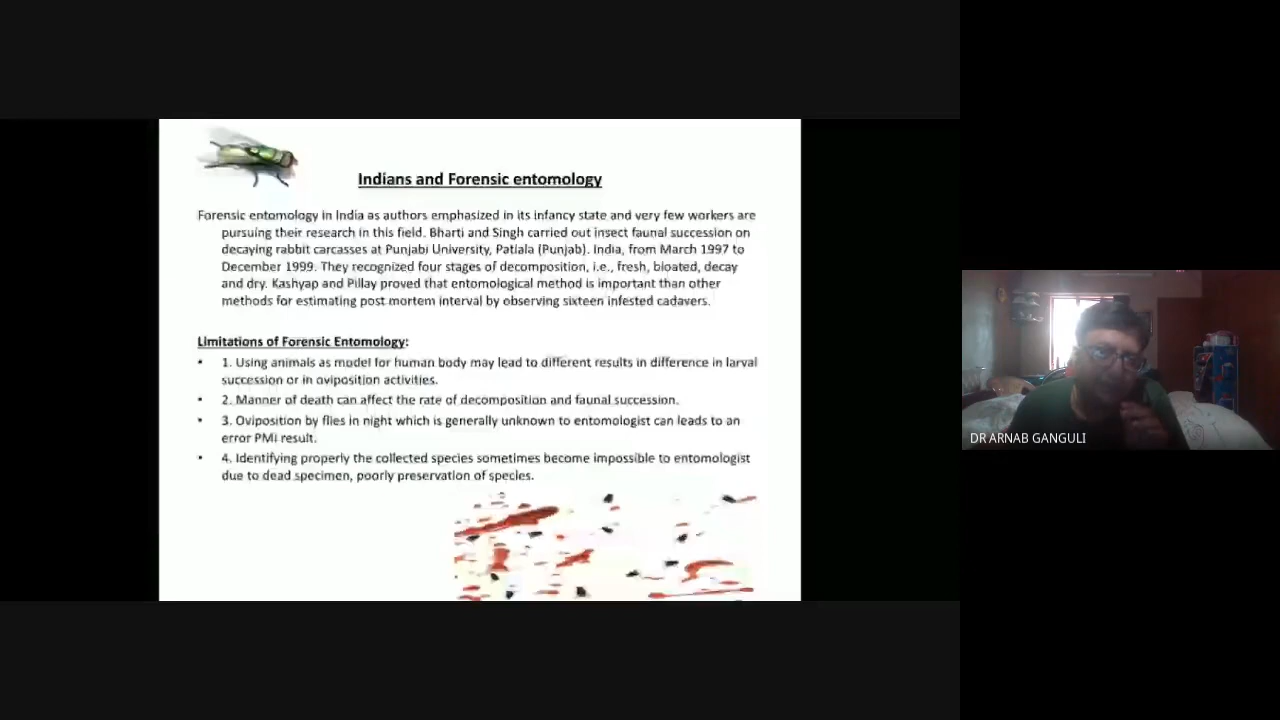 Indians and Forensic entomology
Forensic entomology in India as authors emphasized in its infancy state and very few workers are
pursuing their research in this field. Bharti and Singh carried out insect faunal succession on
decaying rabbit carcasses at Punjabi University, Patiala (Punjab). India, from March 1997 to
December 1999. They recognized four stages of decomposition, i.e., fresh, bloated, decay
and dry. Kashyap and Pillay proved that entomological method is important than other
methods for estimating post mortem interval by observing sixteen infested cadavers.
Limitations of Forensic Entomology:
• 1. Using animals as model for human body may lead to different results in difference in larval
succession or in oviposition activities.
• 2. Manner of death can affect the rate of decomposition and faunal succession.
• 3. Oviposition by flies in night which is generally unknown to entomologist can leads to an
error PMI result.
• 4. Identifying properly the collected species sometimes become impossible to entomologist
due to dead specimen, poorly preservation of species.
DR ARNAB GANGULI